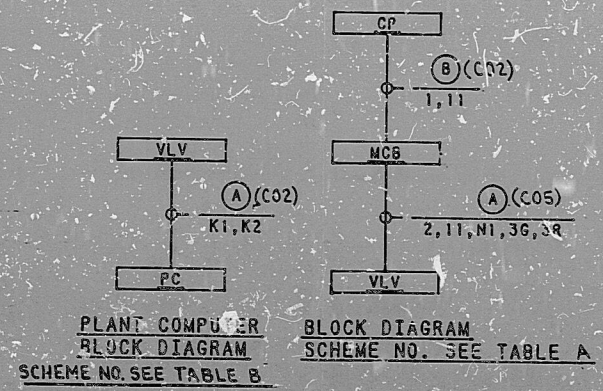 CP
(B) (C02)
1,11
VLV
MCB
(A) (C02)
K1,K2
(A) (C05)
2,11,N1,3G,3R
PC
VLV
PLANT COMPUTER
BLOCK DIAGRAM
SCHEME NO. SEE TABLE B
BLOCK DIAGRAM
SCHEME NO. SEE TABLE A